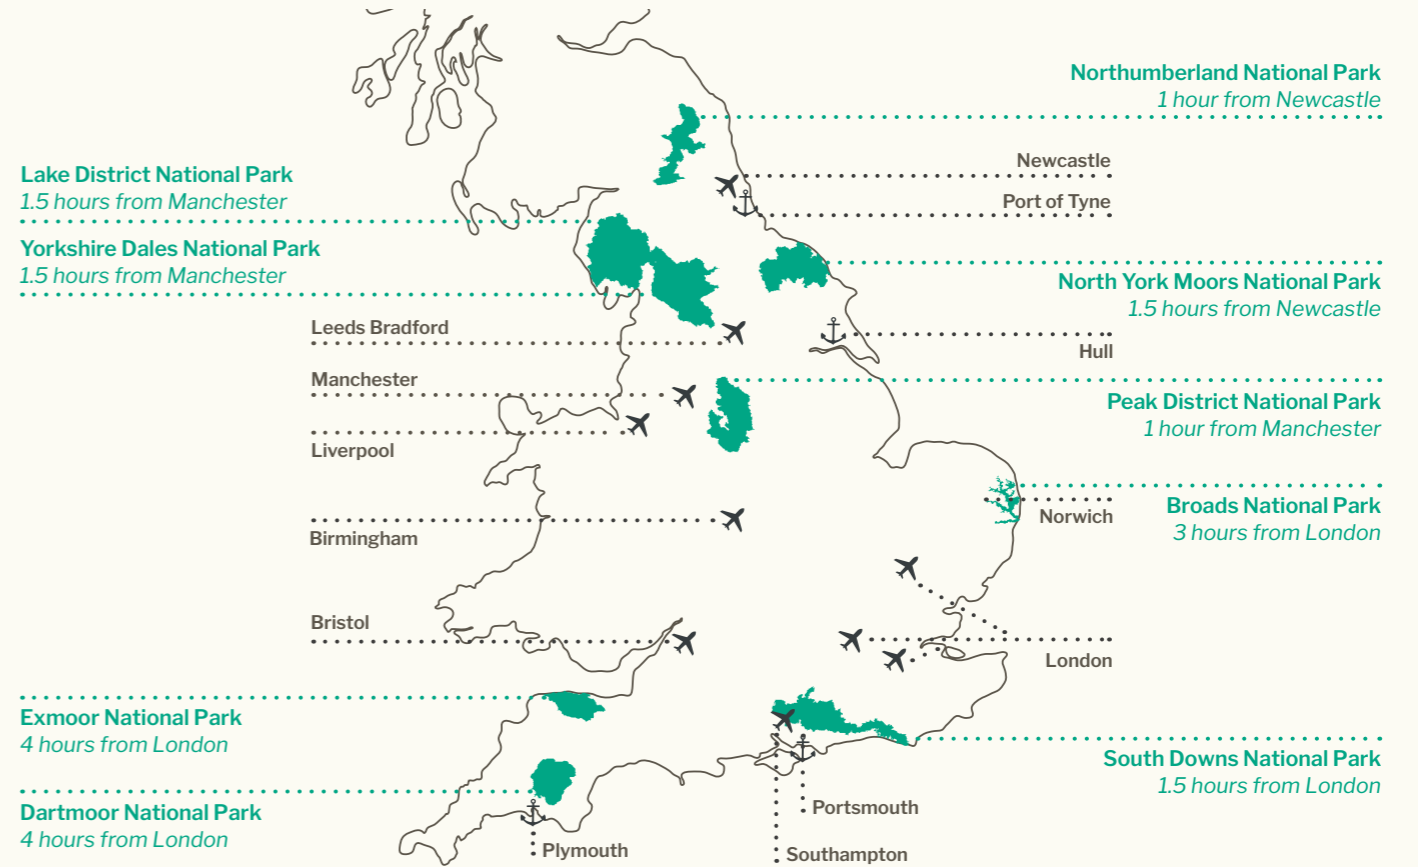 Northumberland National Park
1 hour from Newcastle
Newcastle
Port of Tyne
Lake District National Park
1.5 hours from Manchester
Yorkshire Dales National Park
1.5 hours from Manchester
North York Moors National Park
1.5 hours from Newcastle
Leeds Bradford
Hull
Manchester
Peak District National Park
1 hour from Manchester
Liverpool
Broads National Park
3 hours from London
Norwich
Birmingham
Bristol
London
Exmoor National Park
4 hours from London
South Downs National Park
1.5 hours from London
Dartmoor National Park
4 hours from London
Portsmouth
Plymouth
Southampton